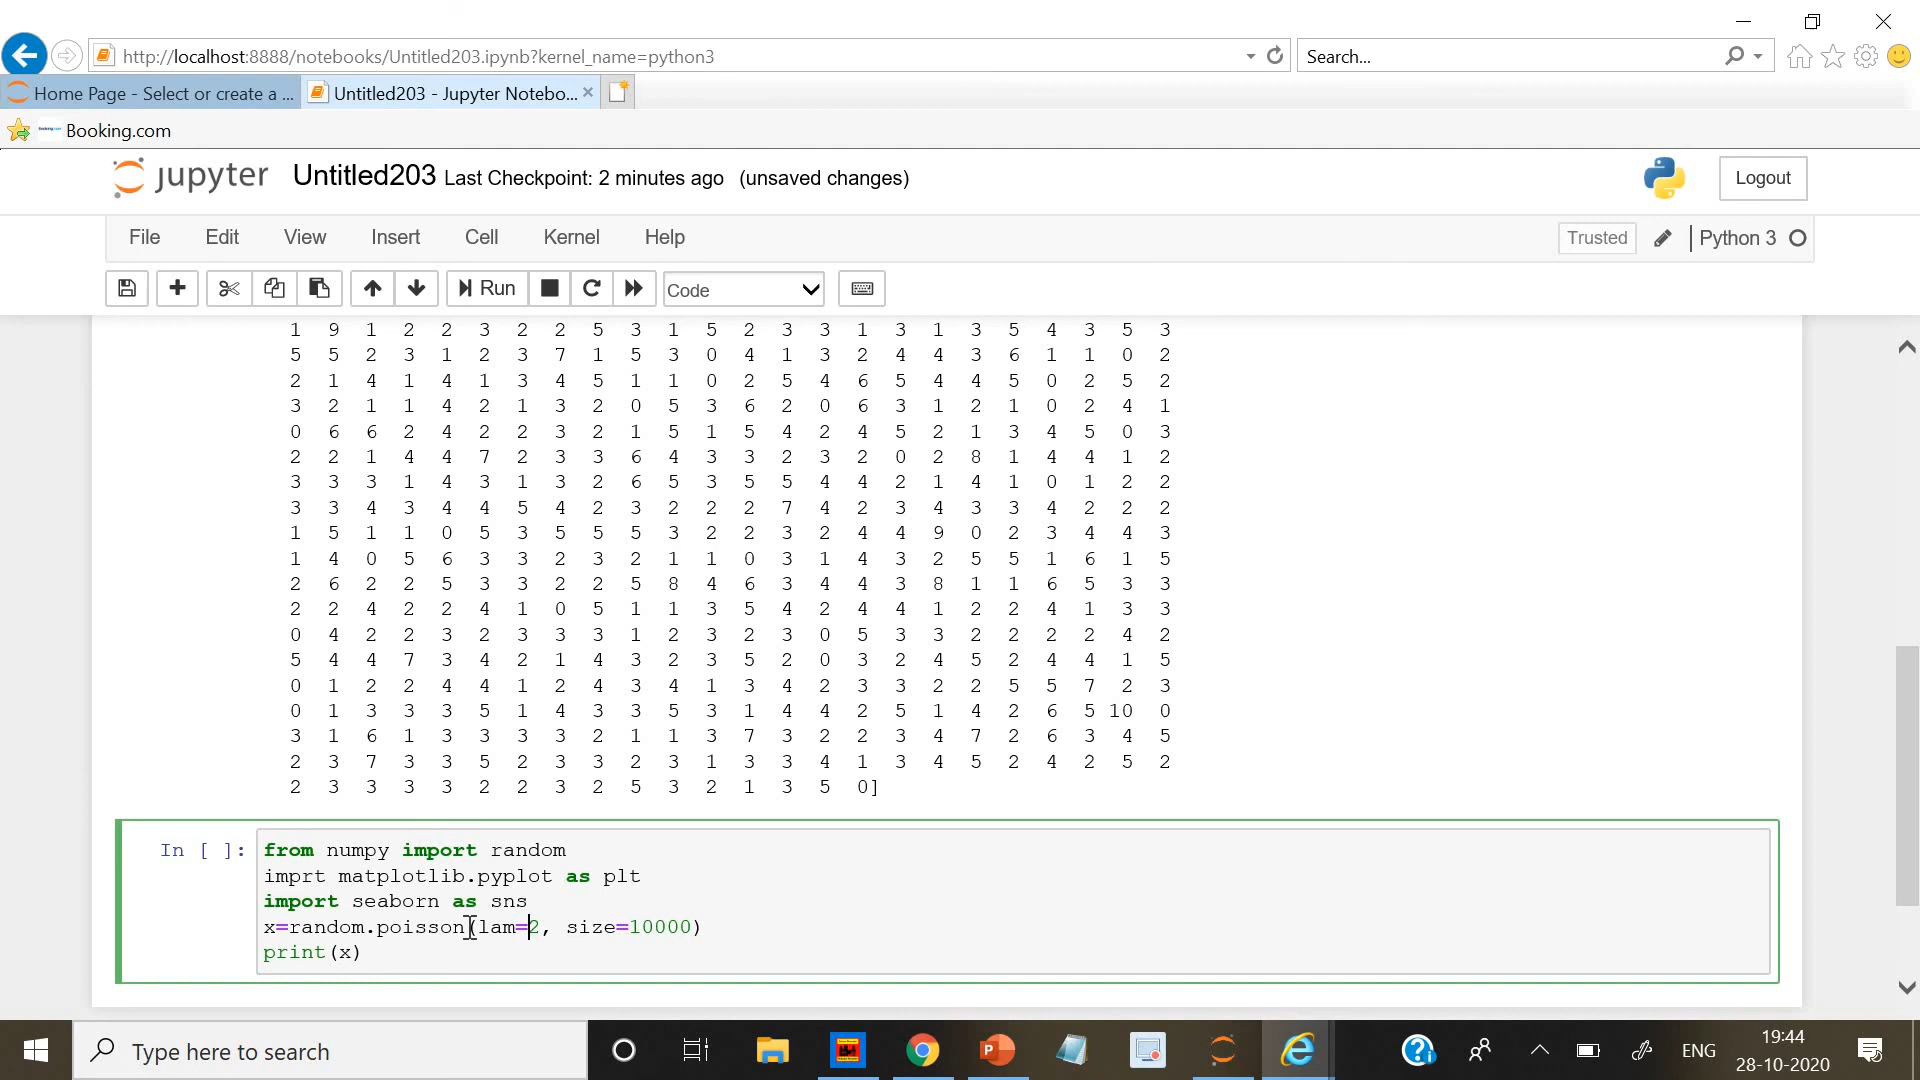 http://localhost:8888/notebooks/Untitled203.ipynb?kernel_name=python3
Search...
Home Page - Select or create a ...
Untitled203 - Jupyter Notebo...
Booking.com
jupyter Untitled203 Last Checkpoint: 2 minutes ago (unsaved changes)
Logout
File Edit View Insert Cell Kernel Help
Trusted Python 3
Run Code
1 9 1 2 2 3 2 2 5 3 1 5 2 3 3 1 3 1 3 5 4 3 5 3
5 5 2 3 1 2 3 7 1 5 3 0 4 1 3 2 4 4 3 6 1 1 0 2
2 1 4 1 4 1 3 4 5 1 1 0 2 5 4 6 5 4 4 5 0 2 5 2
3 2 1 1 4 2 1 3 2 0 5 3 6 2 0 6 3 1 2 1 0 2 4 1
0 6 6 2 4 2 2 3 2 1 5 1 5 4 2 4 5 2 1 3 4 5 0 3
2 2 1 4 4 7 2 3 3 6 4 3 3 2 3 2 0 2 8 1 4 4 1 2
3 3 3 1 4 3 1 3 2 6 5 3 5 5 4 4 2 1 4 1 0 1 2 2
3 3 4 3 4 4 5 4 2 3 2 2 2 7 4 2 3 4 3 3 4 2 2 2
1 5 1 1 0 5 3 5 5 5 3 2 2 3 2 4 4 9 0 2 3 4 4 3
1 4 0 5 6 3 3 2 3 2 1 1 0 3 1 4 3 2 5 5 1 6 1 5
2 6 2 2 5 3 3 2 2 5 8 4 6 3 4 4 3 8 1 1 6 5 3 3
2 2 4 2 2 4 1 0 5 1 1 3 5 4 2 4 4 1 2 2 4 1 3 3
0 4 2 2 3 2 3 3 3 1 2 3 2 3 0 5 3 3 2 2 2 2 4 2
5 4 4 7 3 4 2 1 4 3 2 3 5 2 0 3 2 4 5 2 4 4 1 5
0 1 2 2 4 4 1 2 4 3 4 1 3 4 2 3 3 2 2 5 5 7 2 3
0 1 3 3 3 5 1 4 3 3 5 3 1 4 4 2 5 1 4 2 6 5 10 0
3 1 6 1 3 3 3 3 2 1 1 3 7 3 2 2 3 4 7 2 6 3 4 5
2 3 7 3 3 5 2 3 3 2 3 1 3 3 4 1 3 4 5 2 4 2 5 2
2 3 3 3 3 2 2 3 2 5 3 2 1 3 5 0]
In [ ]: from numpy import random
imprt matplotlib.pyplot as plt
import seaborn as sns
x=random.poisson(lam=2, size=10000)
print(x)
Type here to search
ENG
19:44
28-10-2020